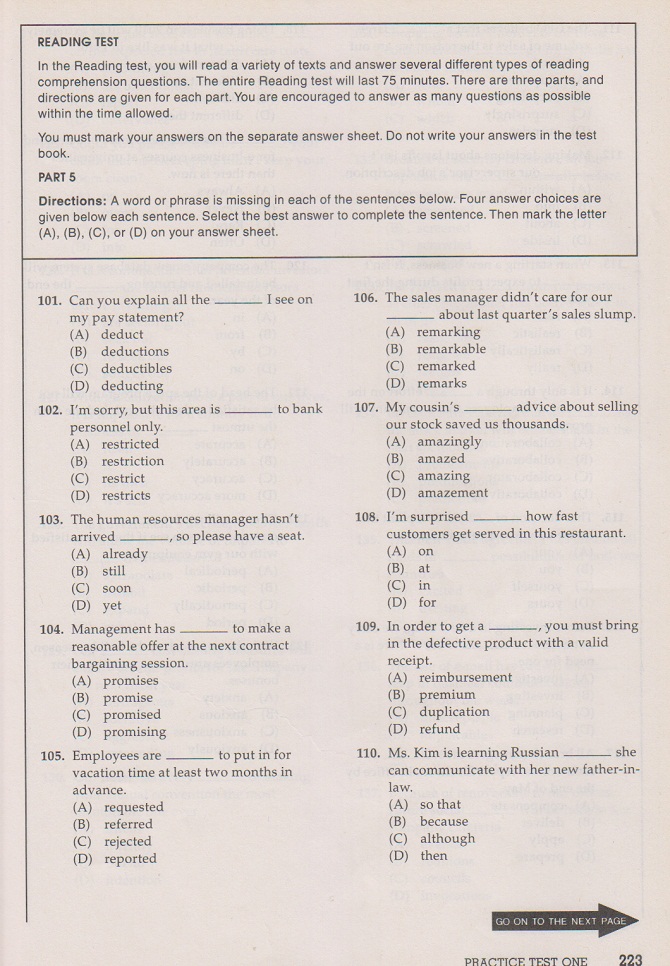 READING TEST
In the Reading test, you will read a variety of texts and answer several different types of reading
comprehension questions. The entire Reading test will last 75 minutes. There are three parts, and
directions are given for each part. You are encouraged to answer as many questions as possible
within the time allowed.
You must mark your answers on the separate answer sheet. Do not write your answers in the test
book.
PART 5
Directions: A word or phrase is missing in each of the sentences below. Four answer choices are
given below each sentence. Select the best answer to complete the sentence. Then mark the letter
(A), (B), (C), or (D) on your answer sheet.
101. Can you explain all the ______ I see on
my pay statement?
(A) deduct
(B) deductions
(C) deductibles
(D) deducting
102. I'm sorry, but this area is ______ to bank
personnel only.
(A) restricted
(B) restriction
(C) restrict
(D) restricts
103. The human resources manager hasn't
arrived ______, so please have a seat.
(A) already
(B) still
(C) soon
(D) yet
104. Management has ______ to make a
reasonable offer at the next contract
bargaining session.
(A) promises
(B) promise
(C) promised
(D) promising
105. Employees are ______ to put in for
vacation time at least two months in
advance.
(A) requested
(B) referred
(C) rejected
(D) reported
106. The sales manager didn't care for our
______ about last quarter's sales slump.
(A) remarking
(B) remarkable
(C) remarked
(D) remarks
107. My cousin's ______ advice about selling
our stock saved us thousands.
(A) amazingly
(B) amazed
(C) amazing
(D) amazement
108. I'm surprised ______ how fast
customers get served in this restaurant.
(A) on
(B) at
(C) in
(D) for
109. In order to get a ______, you must bring
in the defective product with a valid
receipt.
(A) reimbursement
(B) premium
(C) duplication
(D) refund
110. Ms. Kim is learning Russian ______ she
can communicate with her new father-in-
law.
(A) so that
(B) because
(C) although
(D) then
GO ON TO THE NEXT PAGE
PRACTICE TEST ONE 223